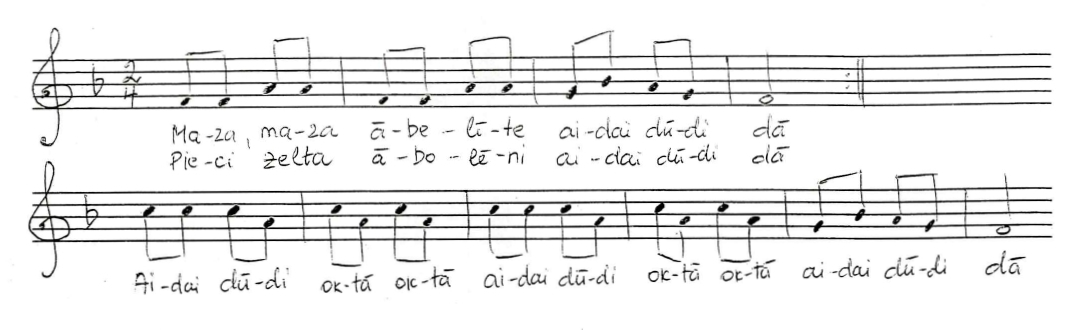 2/4
Ma-za, ma-za ā-be-lī-te ai-dai dū-di dā
Pie-ci zelta ā-bo-lē-ni ai-dai dū-di dā
Ai-dai dū-di ok-tā ok-tā ai-dai dū-di ok-tā ok-tā ai-dai dū-di dā